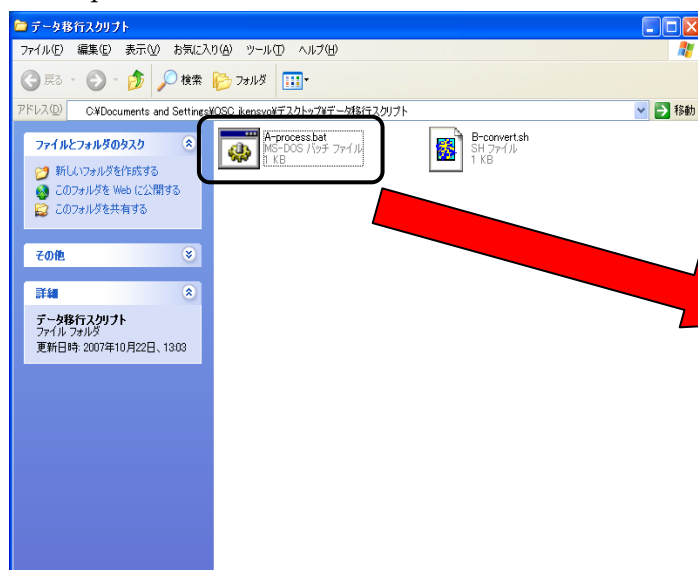 データ移行スクリプト
ファイル(F) 編集(E) 表示(V) お気に入り(A) ツール(T) ヘルプ(H)
戻る 検索 フォルダ
アドレス(D) C:¥Documents and Settings¥OSC jkensyo¥デスクトップ¥データ移行スクリプト 移動
ファイルとフォルダのタスク
新しいフォルダを作成する
このフォルダを Web に公開する
このフォルダを共有する
その他
詳細
データ移行スクリプト
ファイル フォルダ
更新日時: 2007年10月22日、13:03
A-process.bat
MS-DOS バッチ ファイル
1 KB
B-convert.sh
SH ファイル
1 KB